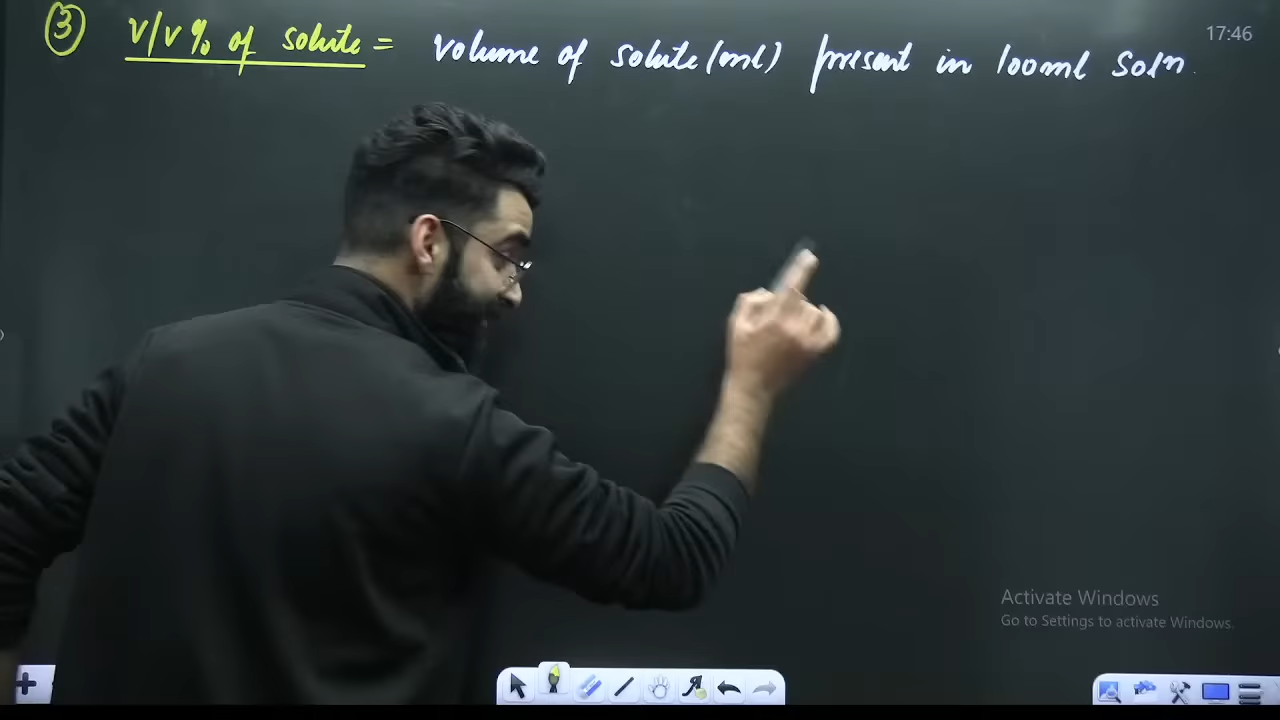 ③ v/v% of solute = volume of solute (ml) present in 100ml Solⁿ.
17:46
Activate Windows
Go to Settings to activate Windows.